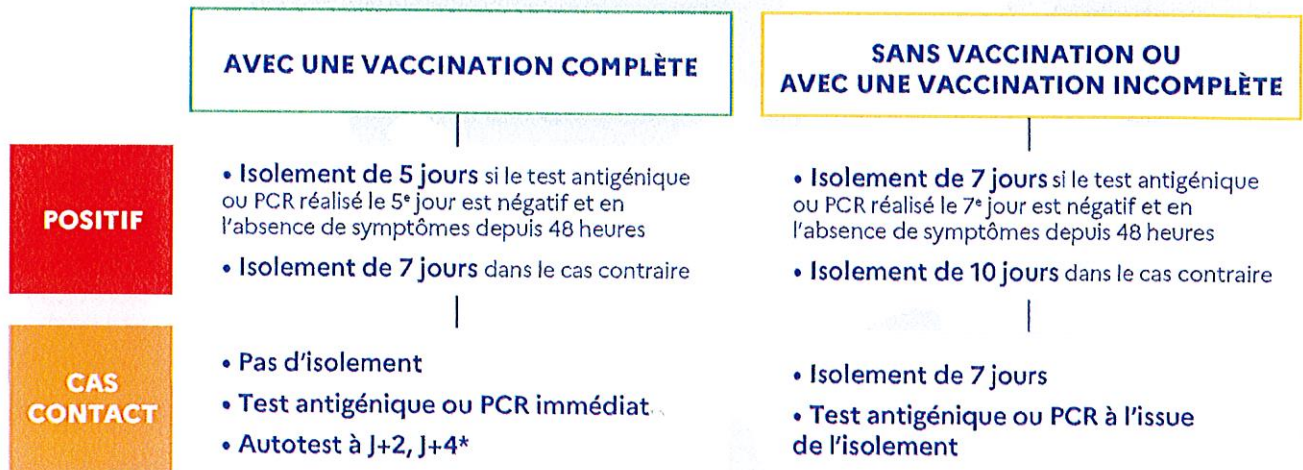 AVEC UNE VACCINATION COMPLÈTE
SANS VACCINATION OU
AVEC UNE VACCINATION INCOMPLÈTE
POSITIF
• Isolement de 5 jours si le test antigénique
ou PCR réalisé le 5e jour est négatif et en
l'absence de symptômes depuis 48 heures
• Isolement de 7 jours dans le cas contraire
• Isolement de 7 jours si le test antigénique
ou PCR réalisé le 7e jour est négatif et en
l'absence de symptômes depuis 48 heures
• Isolement de 10 jours dans le cas contraire
CAS
CONTACT
• Pas d'isolement
• Test antigénique ou PCR immédiat
• Autotest à J+2, J+4*
• Isolement de 7 jours
• Test antigénique ou PCR à l'issue
de l'isolement